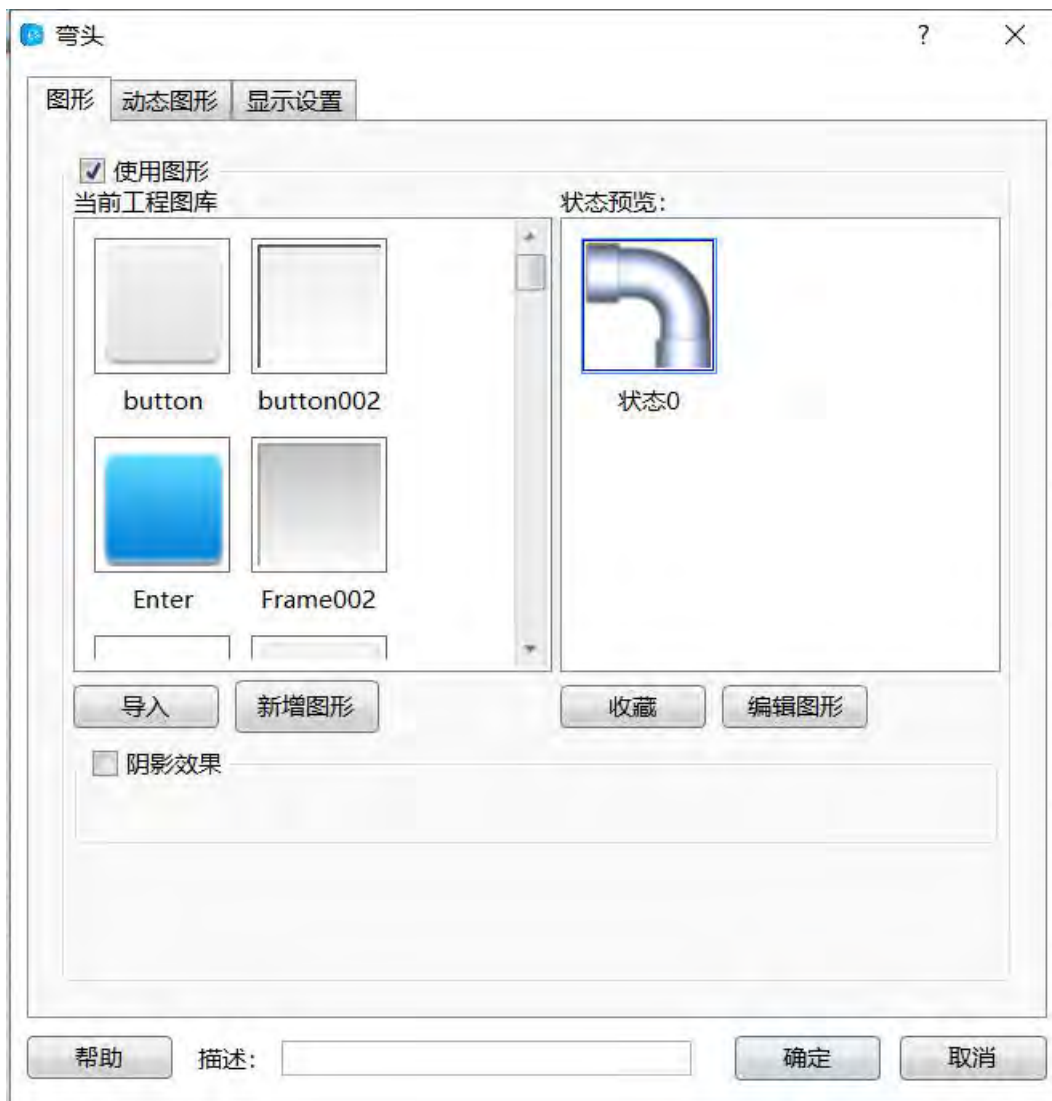 弯头
?
图形 动态图形 显示设置
使用图形
当前工程图库 状态预览:
button button002 状态0
Enter Frame002
导入 新增图形 收藏 编辑图形
阴影效果
帮助 描述: 确定 取消